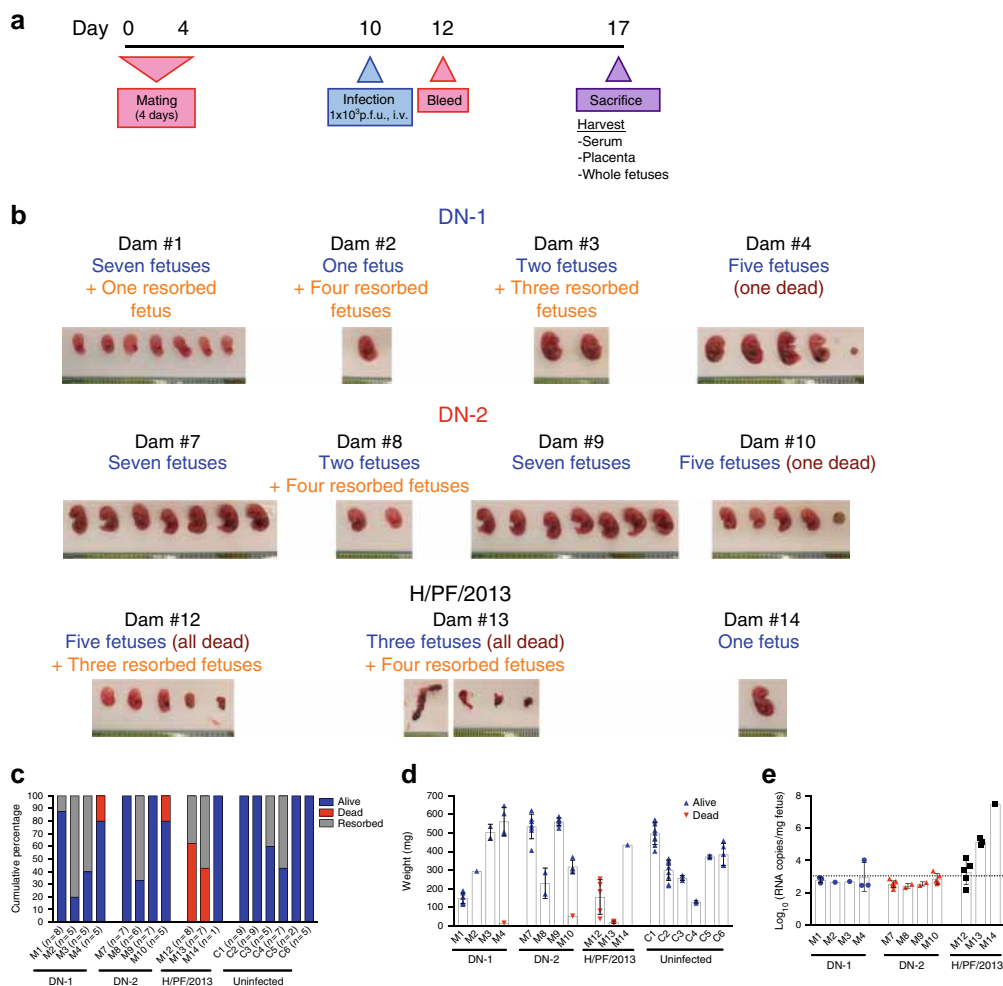 a
Day 0 4 10 12 17
Mating
(4 days)
Infection
1x10³p.f.u., i.v.
Bleed
Sacrifice
Harvest
-Serum
-Placenta
-Whole fetuses
b
DN-1
Dam #1
Seven fetuses
+ One resorbed
fetus
Dam #2
One fetus
+ Four resorbed
fetuses
Dam #3
Two fetuses
+ Three resorbed
fetuses
Dam #4
Five fetuses
(one dead)
DN-2
Dam #7
Seven fetuses
Dam #8
Two fetuses
+ Four resorbed fetuses
Dam #9
Seven fetuses
Dam #10
Five fetuses (one dead)
H/PF/2013
Dam #12
Five fetuses (all dead)
+ Three resorbed fetuses
Dam #13
Three fetuses (all dead)
+ Four resorbed fetuses
Dam #14
One fetus
c
Cumulative percentage
100
90
80
70
60
50
40
30
20
10
0
Alive
Dead
Resorbed
M1 (n=8)
M2 (n=5)
M3 (n=5)
M4 (n=5)
M7 (n=7)
M8 (n=6)
M9 (n=7)
M10 (n=5)
M12 (n=8)
M13 (n=7)
M14 (n=1)
C1 (n=9)
C2 (n=9)
C3 (n=5)
C4 (n=7)
C5 (n=2)
C6 (n=5)
DN-1 DN-2 H/PF/2013 Uninfected
d
Weight (mg)
700
600
500
400
300
200
100
0
Alive
Dead
M1 M2 M3 M4 M7 M8 M9 M10 M12 M13 M14 C1 C2 C3 C4 C5 C6
DN-1 DN-2 H/PF/2013 Uninfected
e
Log₁₀ (RNA copies/mg fetus)
8
6
4
2
0
M1 M2 M3 M4 M7 M8 M9 M10 M12 M13 M14
DN-1 DN-2 H/PF/2013